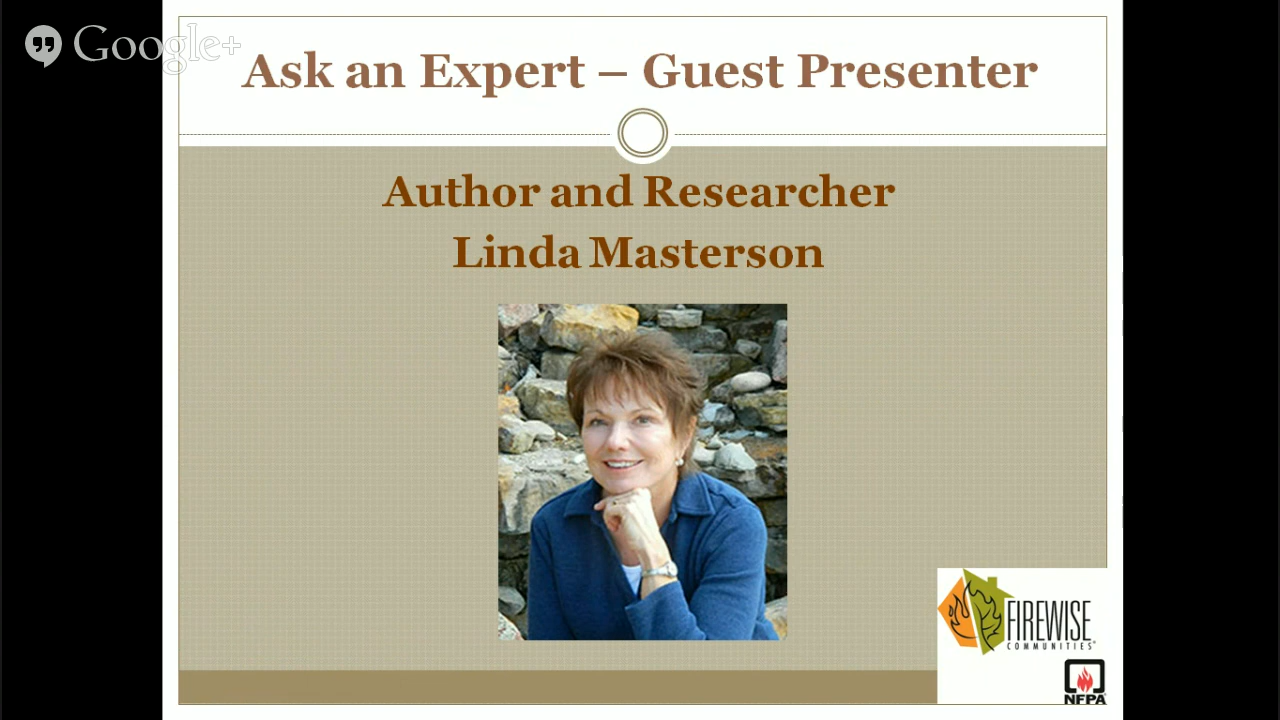 Google+
Ask an Expert – Guest Presenter
Author and Researcher
Linda Masterson
FIREWISE
COMMUNITIES®
NFPA